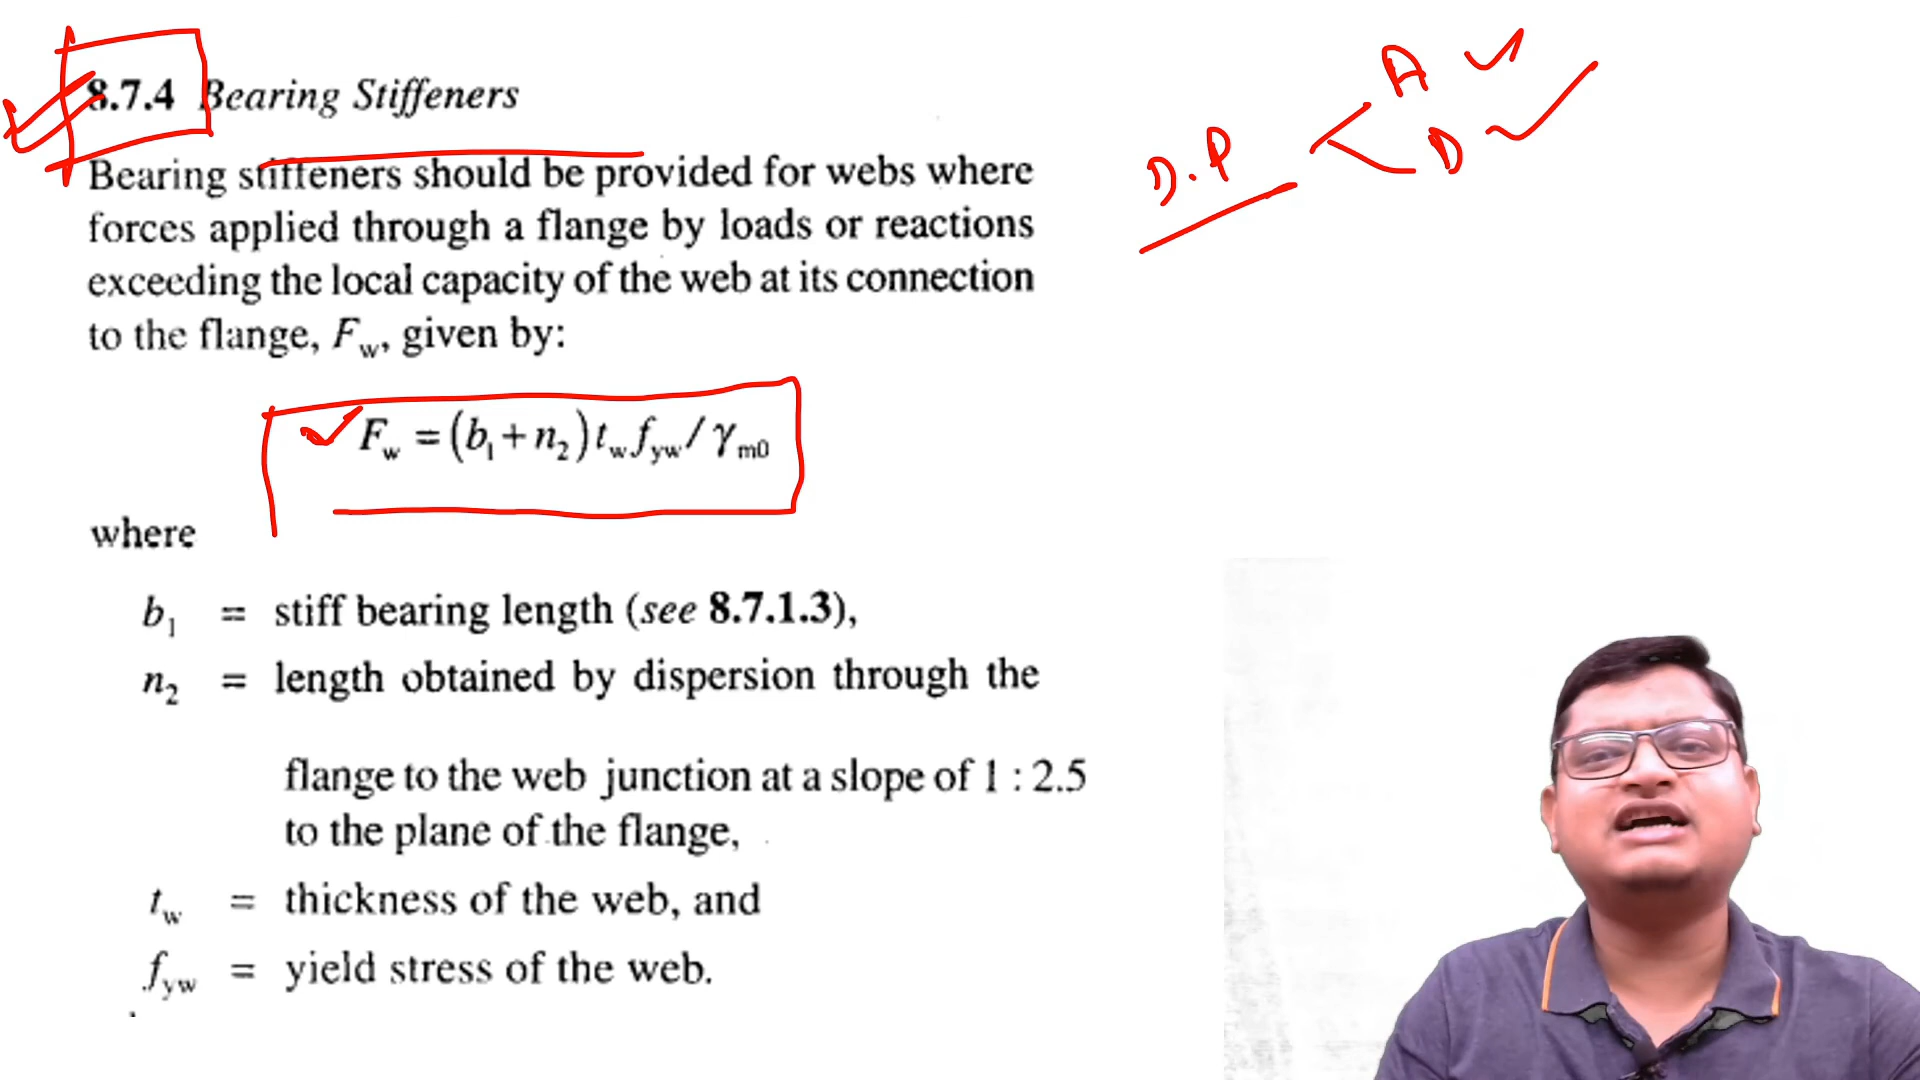 8.7.4 Bearing Stiffeners
Bearing stiffeners should be provided for webs where
forces applied through a flange by loads or reactions
exceeding the local capacity of the web at its connection
to the flange, Fw, given by:
Fw = (b1 + n2) tw fyw / γm0
where
b1 = stiff bearing length (see 8.7.1.3),
n2 = length obtained by dispersion through the
flange to the web junction at a slope of 1 : 2.5
to the plane of the flange,
tw = thickness of the web, and
fyw = yield stress of the web.
D.P
A
D